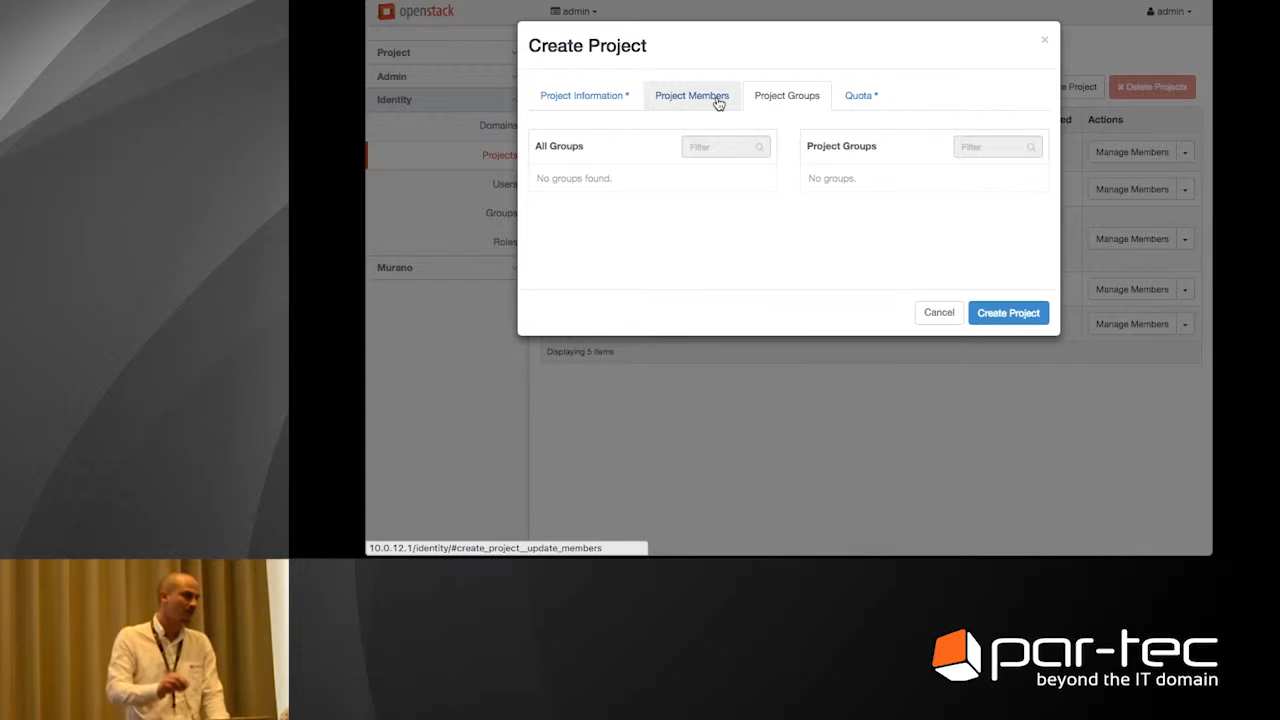 openstack
admin
admin
Project
Admin
Identity
Domains
Projects
Users
Groups
Roles
Murano
Create Project
×
Project Information *
Project Members
Project Groups
Quota *
All Groups
Filter
No groups found.
Project Groups
Filter
No groups.
Cancel
Create Project
e Project
Delete Projects
ed
Actions
Manage Members
Manage Members
Manage Members
Manage Members
Manage Members
Displaying 5 items
10.0.12.1/identity/#create_project__update_members
par-tec
beyond the IT domain